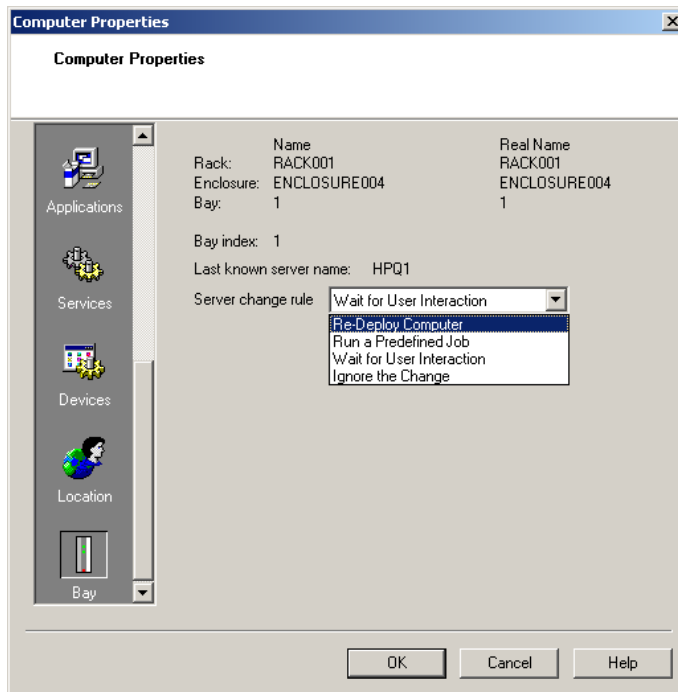 Computer Properties
Computer Properties
Name Real Name
Rack: RACK001 RACK001
Enclosure: ENCLOSURE004 ENCLOSURE004
Bay: 1 1
Bay index: 1
Last known server name: HPQ1
Server change rule Wait for User Interaction
Re-Deploy Computer
Run a Predefined Job
Wait for User Interaction
Ignore the Change
Applications
Services
Devices
Location
Bay
OK Cancel Help